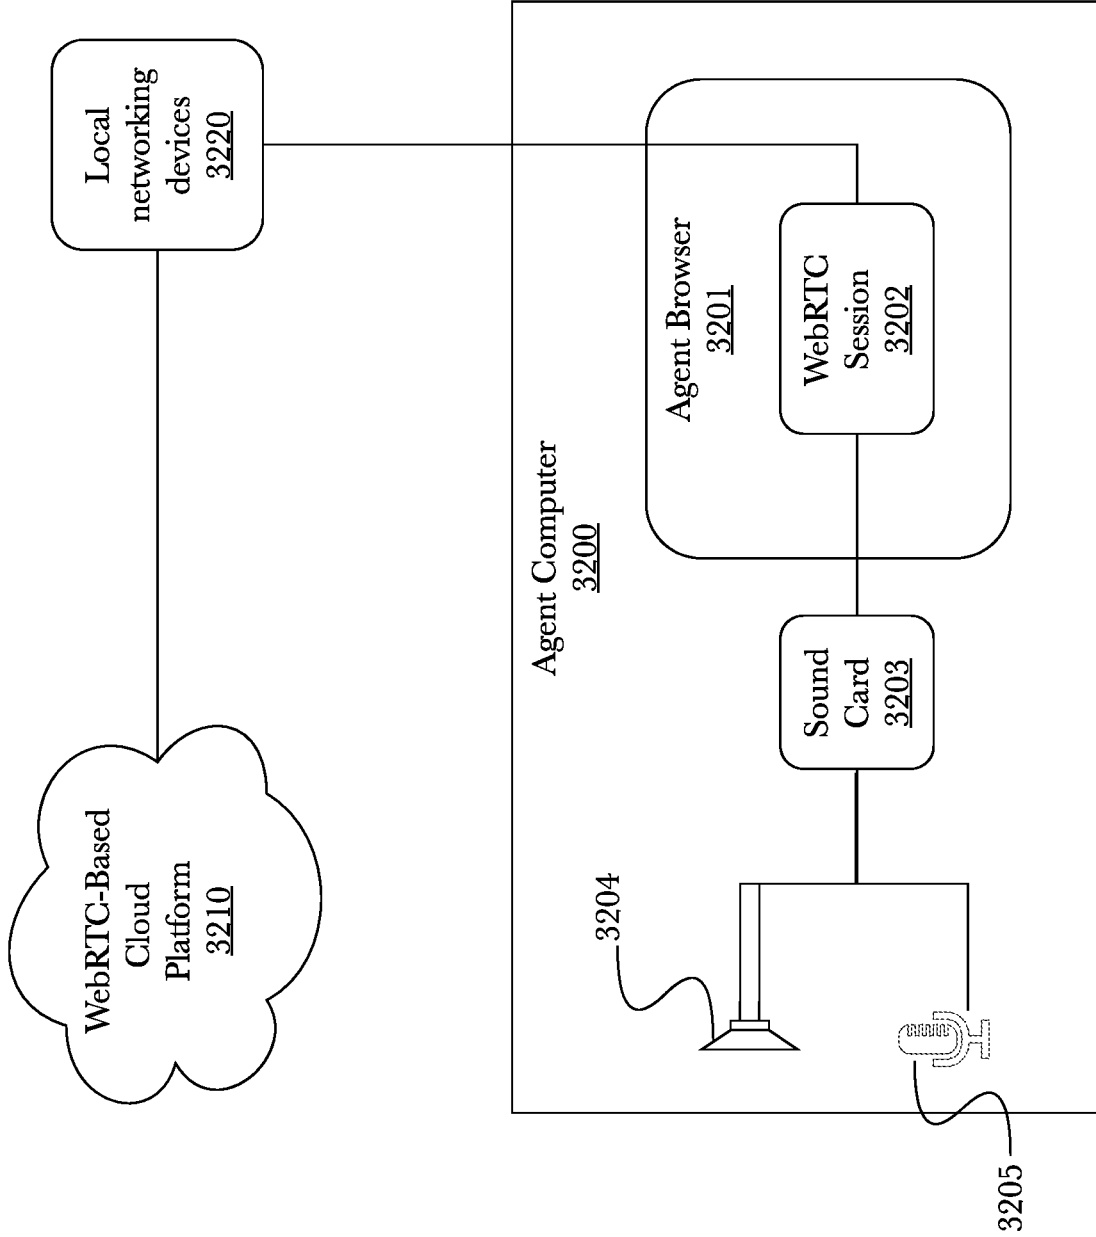 WebRTC-Based
Cloud
Platform
3210
Local
networking
devices
3220
Agent Computer
3200
Agent Browser
3201
WebRTC
Session
3202
Sound
Card
3203
3204
3205